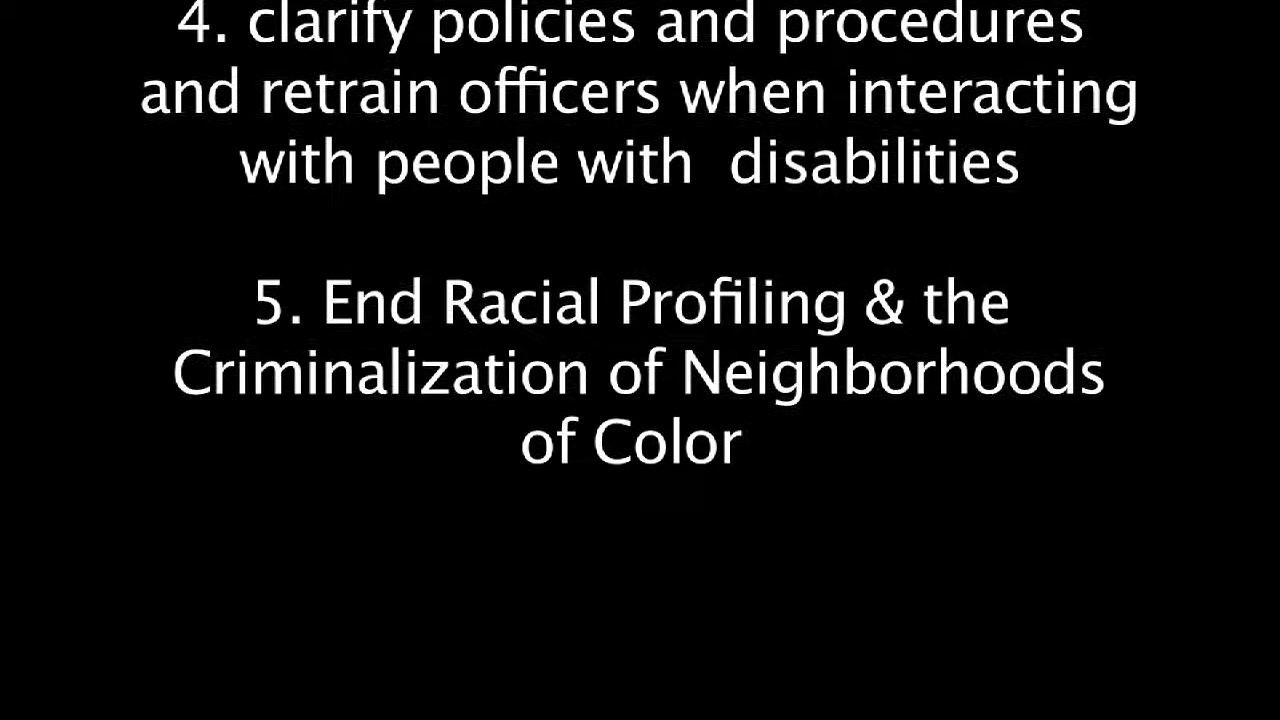 4. clarify policies and procedures
and retrain officers when interacting
with people with  disabilities
5. End Racial Profiling & the
Criminalization of Neighborhoods
of Color